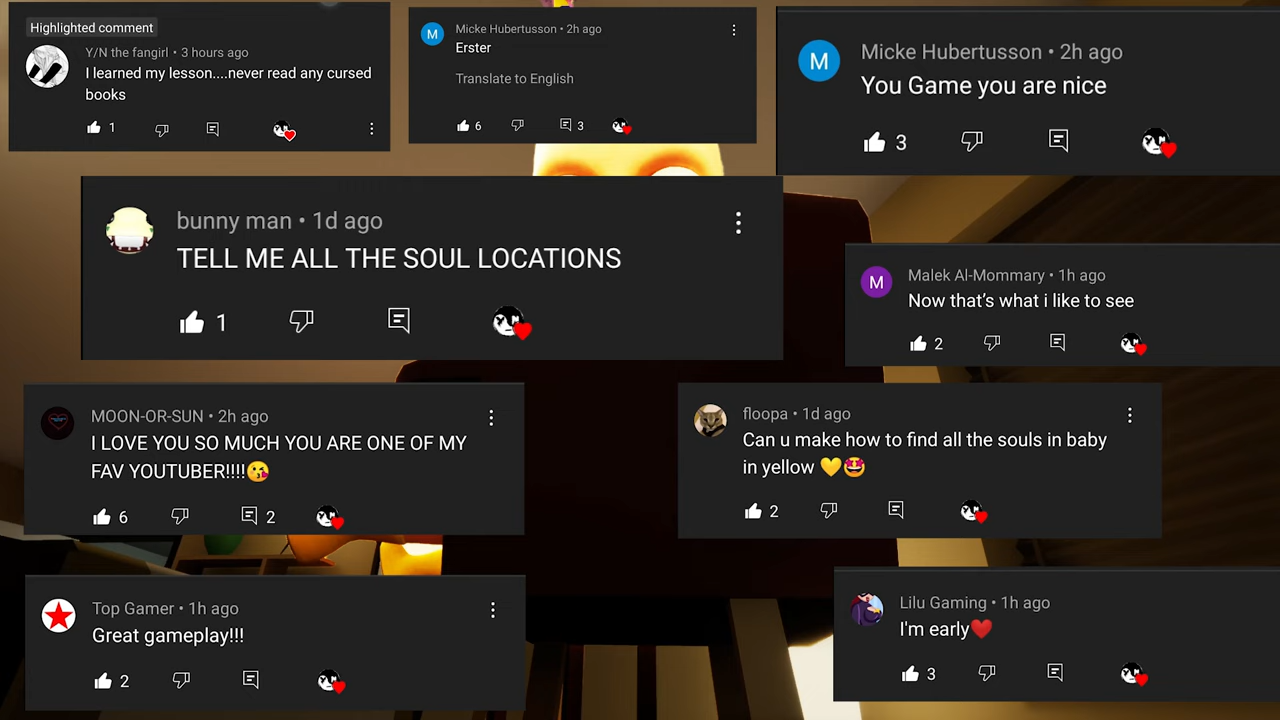 Highlighted comment
Y/N the fangirl • 3 hours ago
I learned my lesson....never read any cursed
books
1
M
Micke Hubertusson • 2h ago
Erster
Translate to English
6
3
M
Micke Hubertusson • 2h ago
You Game you are nice
3
bunny man • 1d ago
TELL ME ALL THE SOUL LOCATIONS
1
M
Malek Al-Mommary • 1h ago
Now that's what i like to see
2
MOON-OR-SUN • 2h ago
I LOVE YOU SO MUCH YOU ARE ONE OF MY
FAV YOUTUBER!!!!😘
6
2
floopa • 1d ago
Can u make how to find all the souls in baby
in yellow 💛🤩
2
Top Gamer • 1h ago
Great gameplay!!!
2
Lilu Gaming • 1h ago
I'm early❤️
3